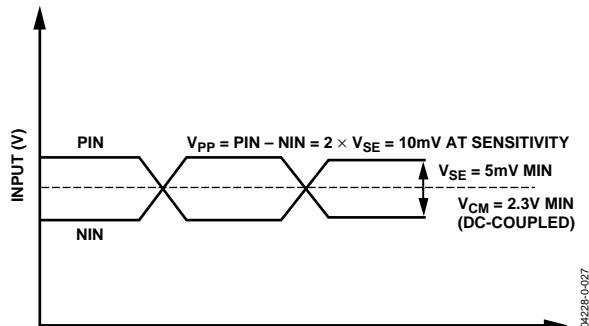 INPUT (V)
PIN
V_PP = PIN – NIN = 2 × V_SE = 10mV AT SENSITIVITY
V_SE = 5mV MIN
V_CM = 2.3V MIN
(DC-COUPLED)
NIN
04228-0-027